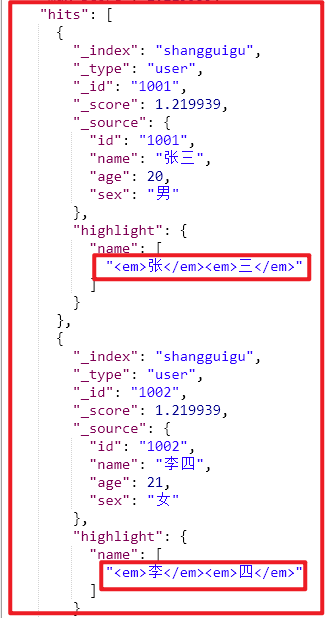 "hits": [
{
"_index": "shangguigu",
"_type": "user",
"_id": "1001",
"_score": 1.219939,
"_source": {
"id": "1001",
"name": "张三",
"age": 20,
"sex": "男"
},
"highlight": {
"name": [
"<em>张</em><em>三</em>"
]
}
},
{
"_index": "shangguigu",
"_type": "user",
"_id": "1002",
"_score": 1.219939,
"_source": {
"id": "1002",
"name": "李四",
"age": 21,
"sex": "女"
},
"highlight": {
"name": [
"<em>李</em><em>四</em>"
]
}